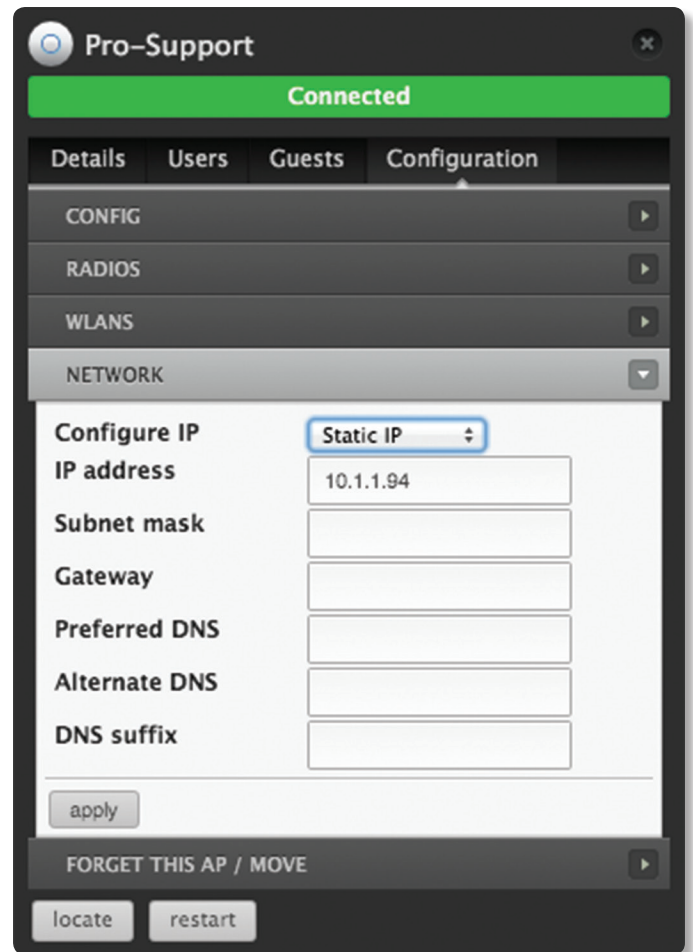 Pro-Support
Connected
Details Users Guests Configuration
CONFIG
RADIOS
WLANS
NETWORK
Configure IP Static IP
IP address 10.1.1.94
Subnet mask
Gateway
Preferred DNS
Alternate DNS
DNS suffix
apply
FORGET THIS AP / MOVE
locate restart